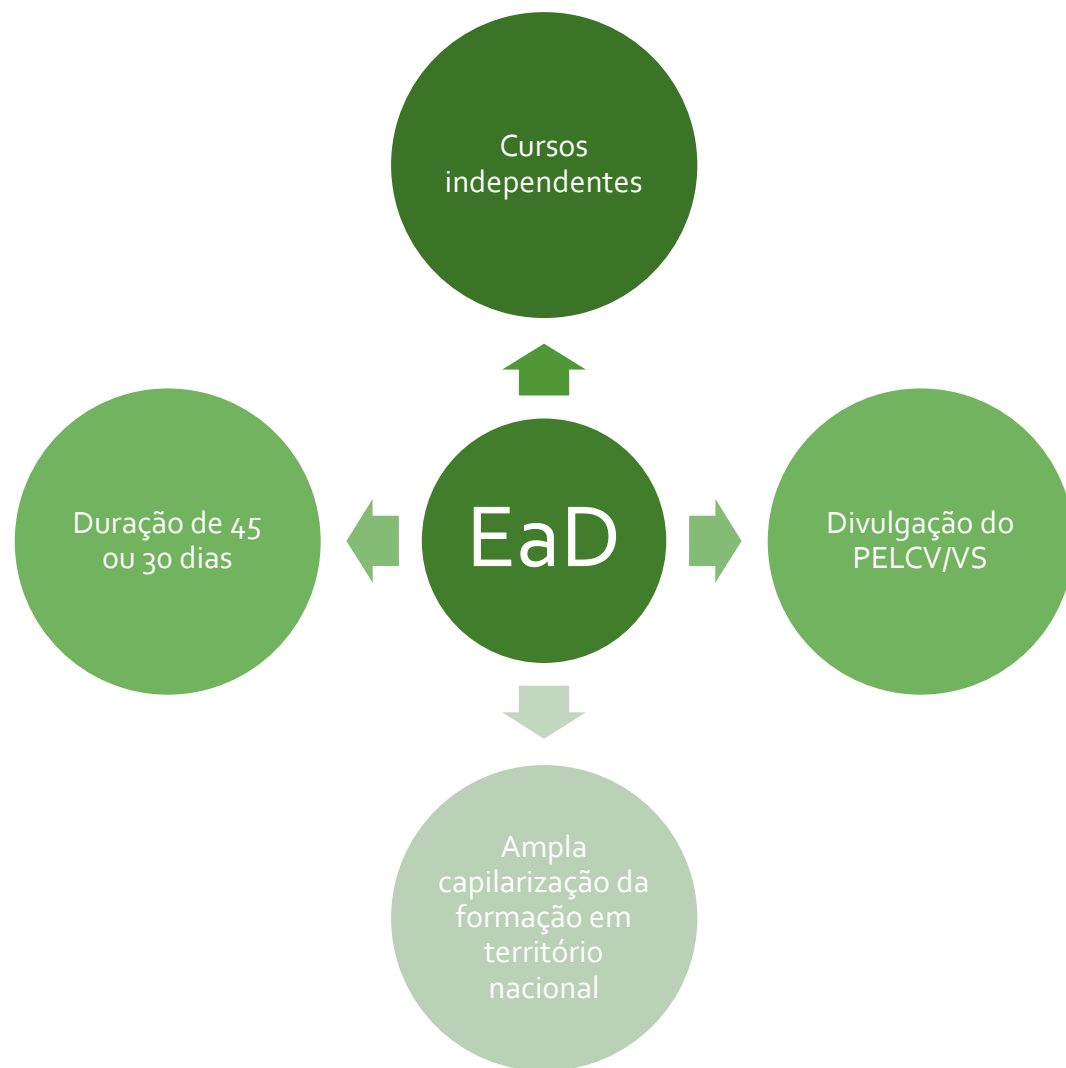 Cursos
independentes
Duração de 45
ou 30 dias
EaD
Divulgação do
PELCV/VS
Ampla
capilarização da
formação em
território
nacional